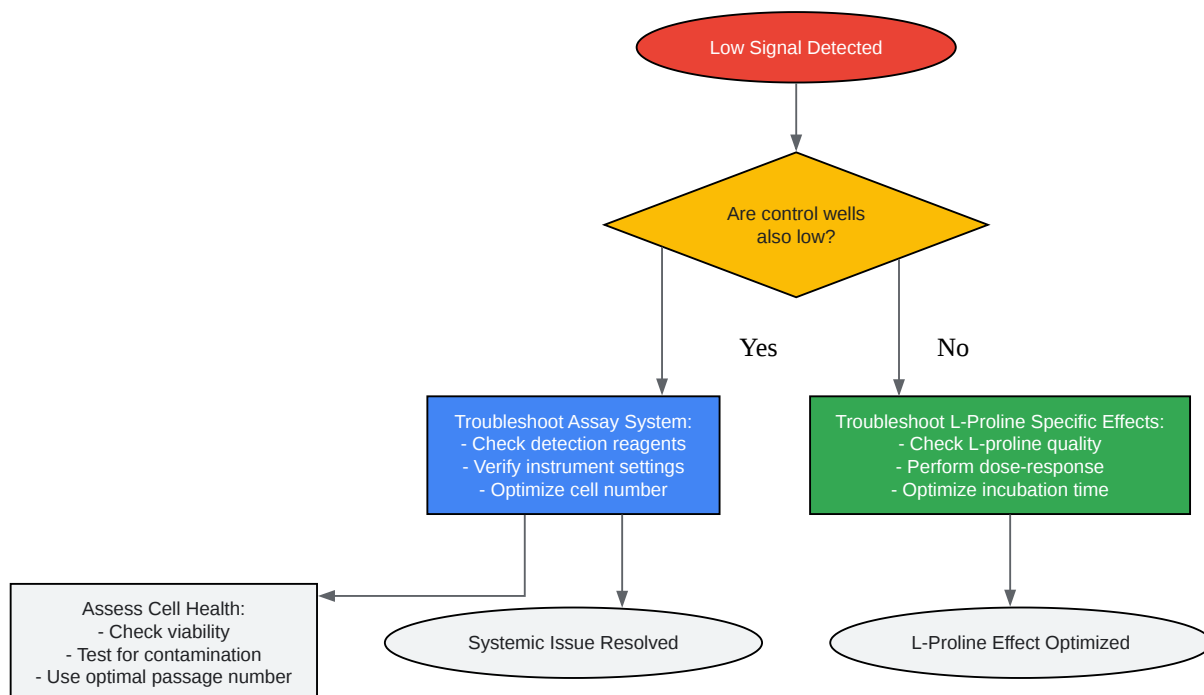 Low Signal Detected
Are control wells
also low?
Yes
No
Troubleshoot Assay System:
- Check detection reagents
- Verify instrument settings
- Optimize cell number
Troubleshoot L-Proline Specific Effects:
- Check L-proline quality
- Perform dose-response
- Optimize incubation time
Assess Cell Health:
- Check viability
- Test for contamination
- Use optimal passage number
Systemic Issue Resolved
L-Proline Effect Optimized